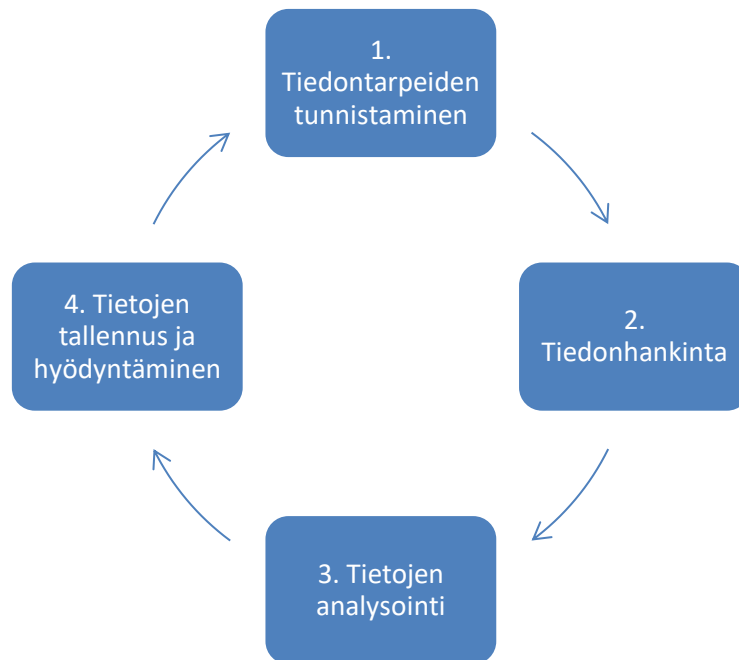 1.
Tiedontarpeiden
tunnistaminen
2.
Tiedonhankinta
3. Tietojen
analysointi
4. Tietojen
tallennus ja
hyödyntäminen